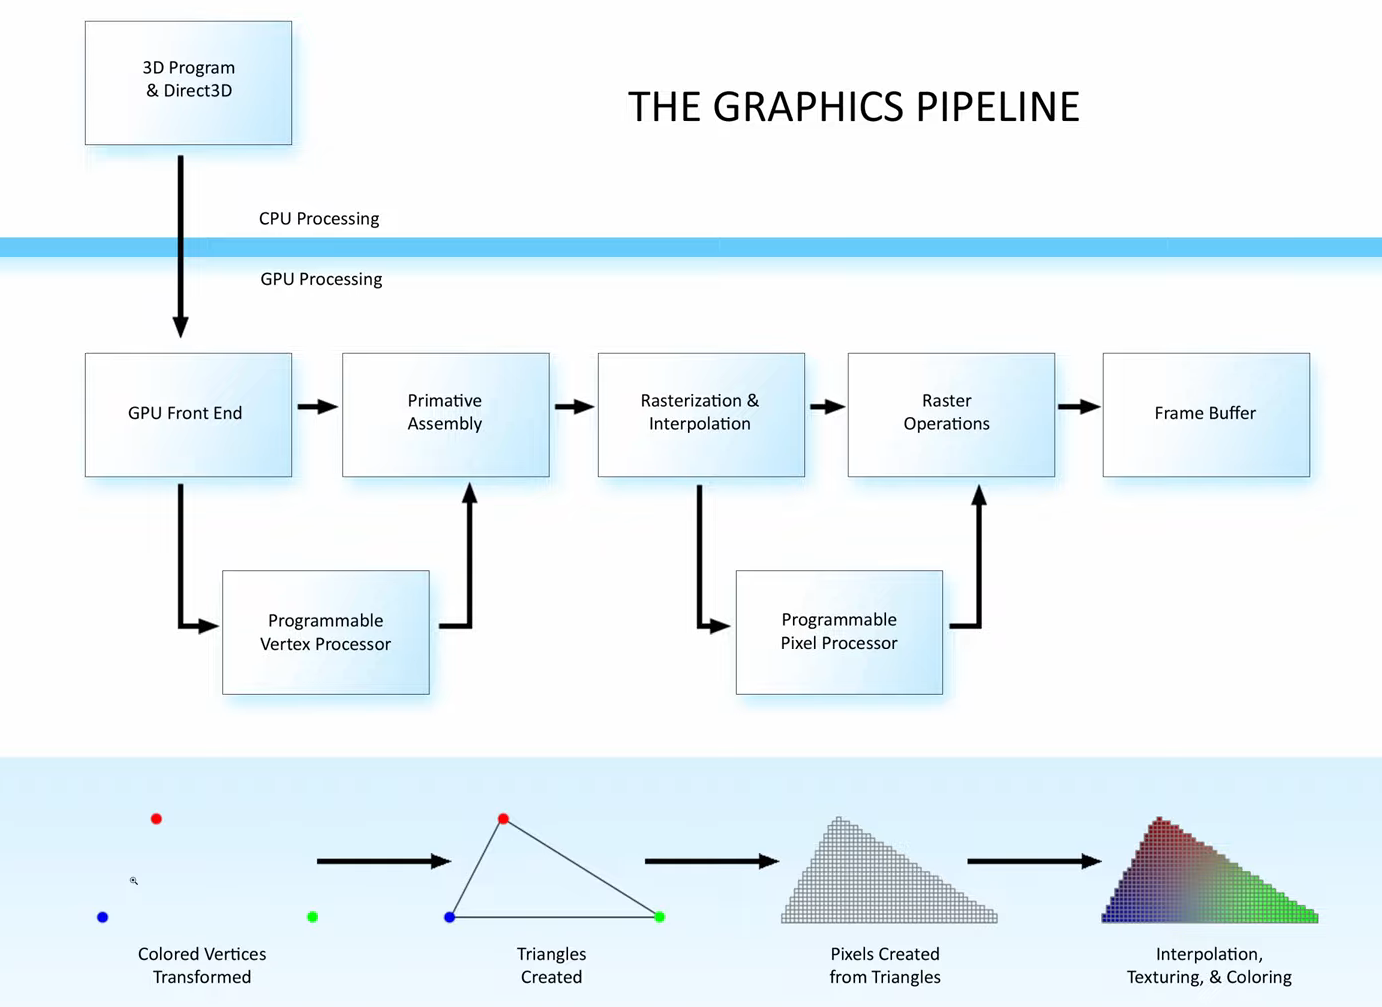 3D Program
& Direct3D
THE GRAPHICS PIPELINE
CPU Processing
GPU Processing
GPU Front End
Primative
Assembly
Rasterization &
Interpolation
Raster
Operations
Frame Buffer
Programmable
Vertex Processor
Programmable
Pixel Processor
Colored Vertices
Transformed
Triangles
Created
Pixels Created
from Triangles
Interpolation,
Texturing, & Coloring